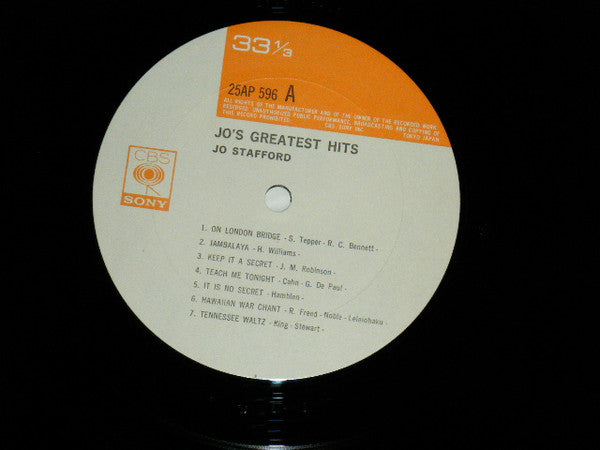 33 1/3
25AP 596 A
ALL RIGHTS OF THE MANUFACTURER AND OF THE OWNER OF THE RECORDED WORK
RESERVED. UNAUTHORIZED PUBLIC PERFORMANCE, BROADCASTING AND COPYING OF
THIS RECORD PROHIBITED. CBS/SONY INC. TOKYO JAPAN
JO'S GREATEST HITS
JO STAFFORD
CBS
SONY
1. ON LONDON BRIDGE - S. Tepper - R. C. Bennett -
2. JAMBALAYA - H. Williams -
3. KEEP IT A SECRET - J. M. Robinson -
4. TEACH ME TONIGHT - Cahn - G. De Paul -
5. IT IS NO SECRET - Hamblen -
6. HAWAIIAN WAR CHANT - R. Freed - Noble - Leleiohaku -
7. TENNESSEE WALTZ - King - Stewart -